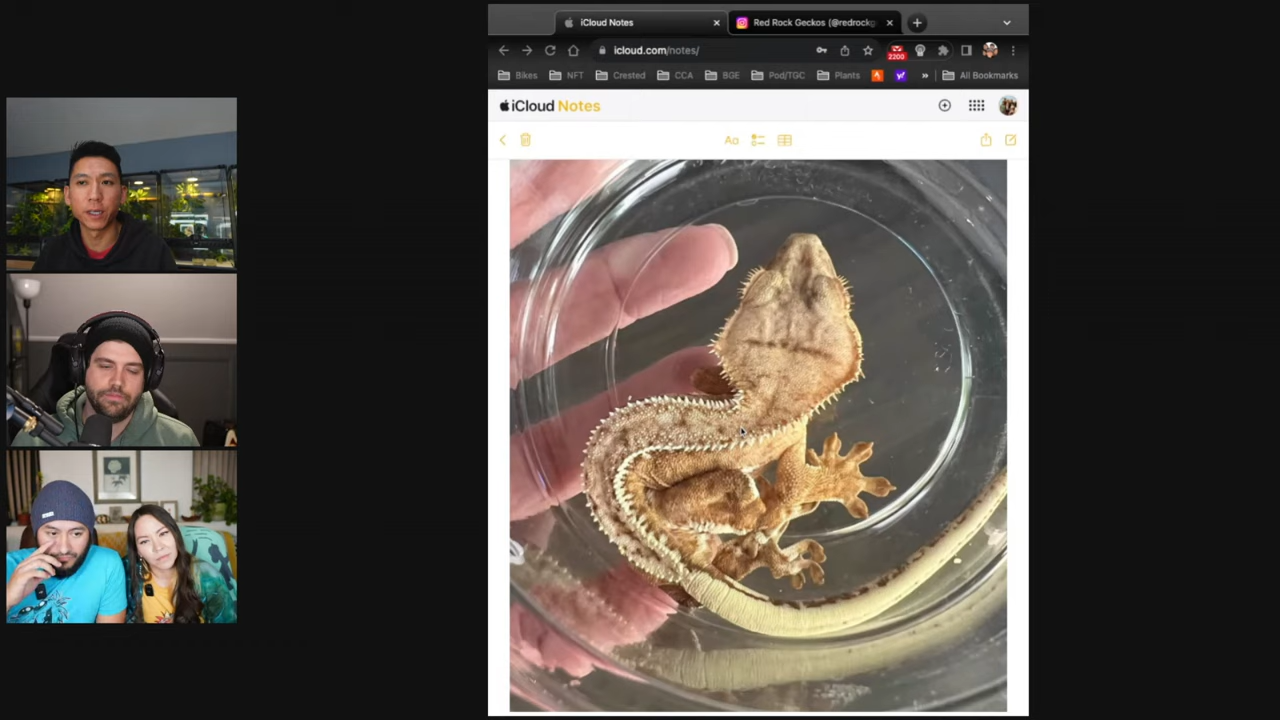 iCloud Notes
Red Rock Geckos (@redrockg
icloud.com/notes/
2200
Bikes NFT Crested CCA BGE Pod/TGC Plants » All Bookmarks
iCloud Notes
Aa